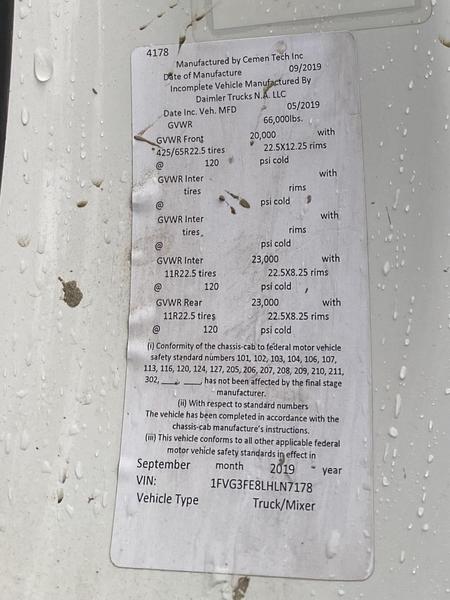 4178
Manufactured by Cemen Tech Inc
Date of Manufacture 09/2019
Incomplete Vehicle Manufactured By
Daimler Trucks N.A. LLC
Date Inc. Veh. MFD 05/2019
GVWR 66,000lbs.
GVWR Front 20,000 with
425/65R22.5 tires 22.5X12.25 rims
@ 120 psi cold
GVWR Inter with
tires rims
@ psi cold
GVWR Inter with
tires rims
@ psi cold
GVWR Inter 23,000 with
11R22.5 tires 22.5X8.25 rims
@ 120 psi cold
GVWR Rear 23,000 with
11R22.5 tires 22.5X8.25 rims
@ 120 psi cold
(i) Conformity of the chassis-cab to federal motor vehicle
safety standard numbers 101, 102, 103, 104, 106, 107,
113, 116, 120, 124, 127, 205, 206, 207, 208, 209, 210, 211,
302, ____, ____, has not been affected by the final stage
manufacturer.
(ii) With respect to standard numbers
The vehicle has been completed in accordance with the
chassis-cab manufacture's instructions.
(iii) This vehicle conforms to all other applicable federal
motor vehicle safety standards in effect in
September month 2019 year
VIN: 1FVG3FE8LHLN7178
Vehicle Type Truck/Mixer